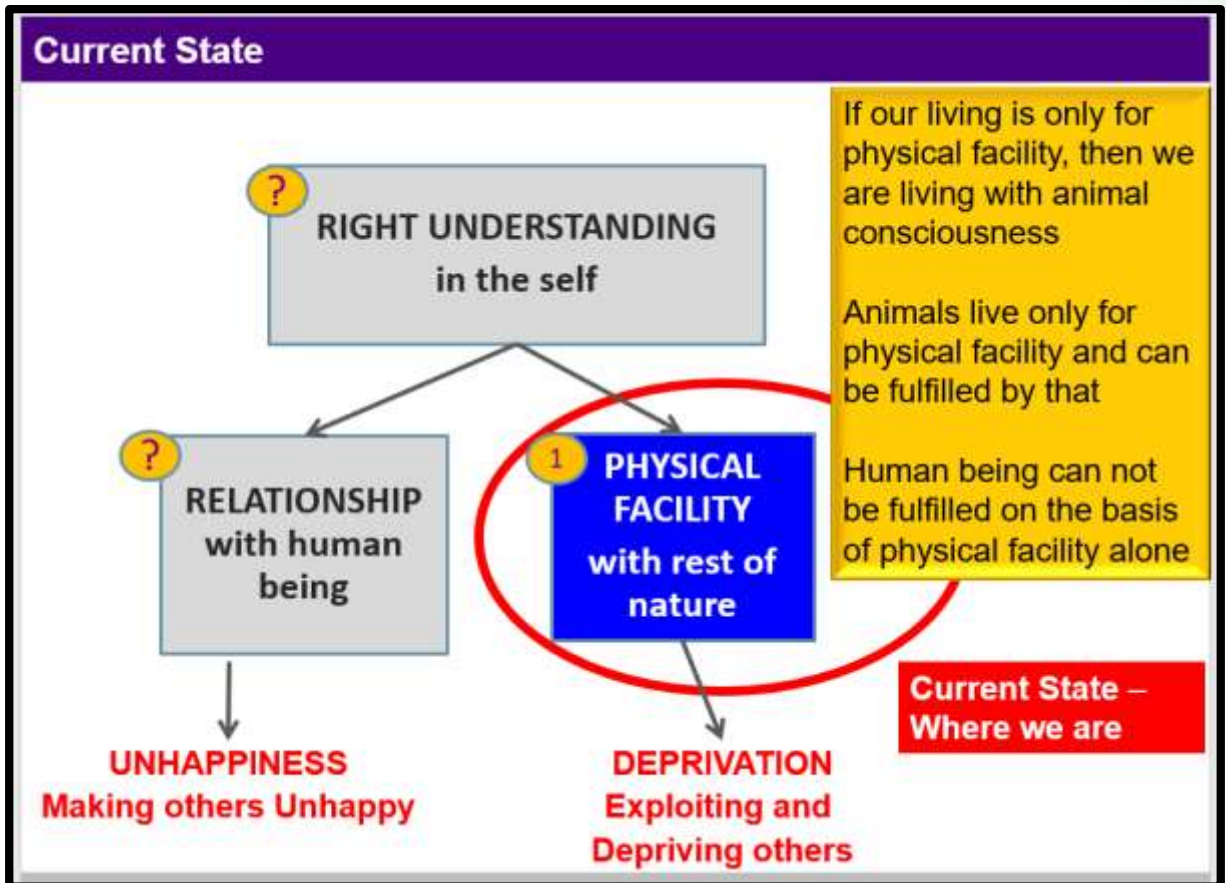 Current State
If our living is only for
physical facility, then we
are living with animal
consciousness
Animals live only for
physical facility and can
be fulfilled by that
Human being can not
be fulfilled on the basis
of physical facility alone
?
RIGHT UNDERSTANDING
in the self
?
RELATIONSHIP
with human
being
1
PHYSICAL
FACILITY
with rest of
nature
Current State –
Where we are
UNHAPPINESS
Making others Unhappy
DEPRIVATION
Exploiting and
Depriving others